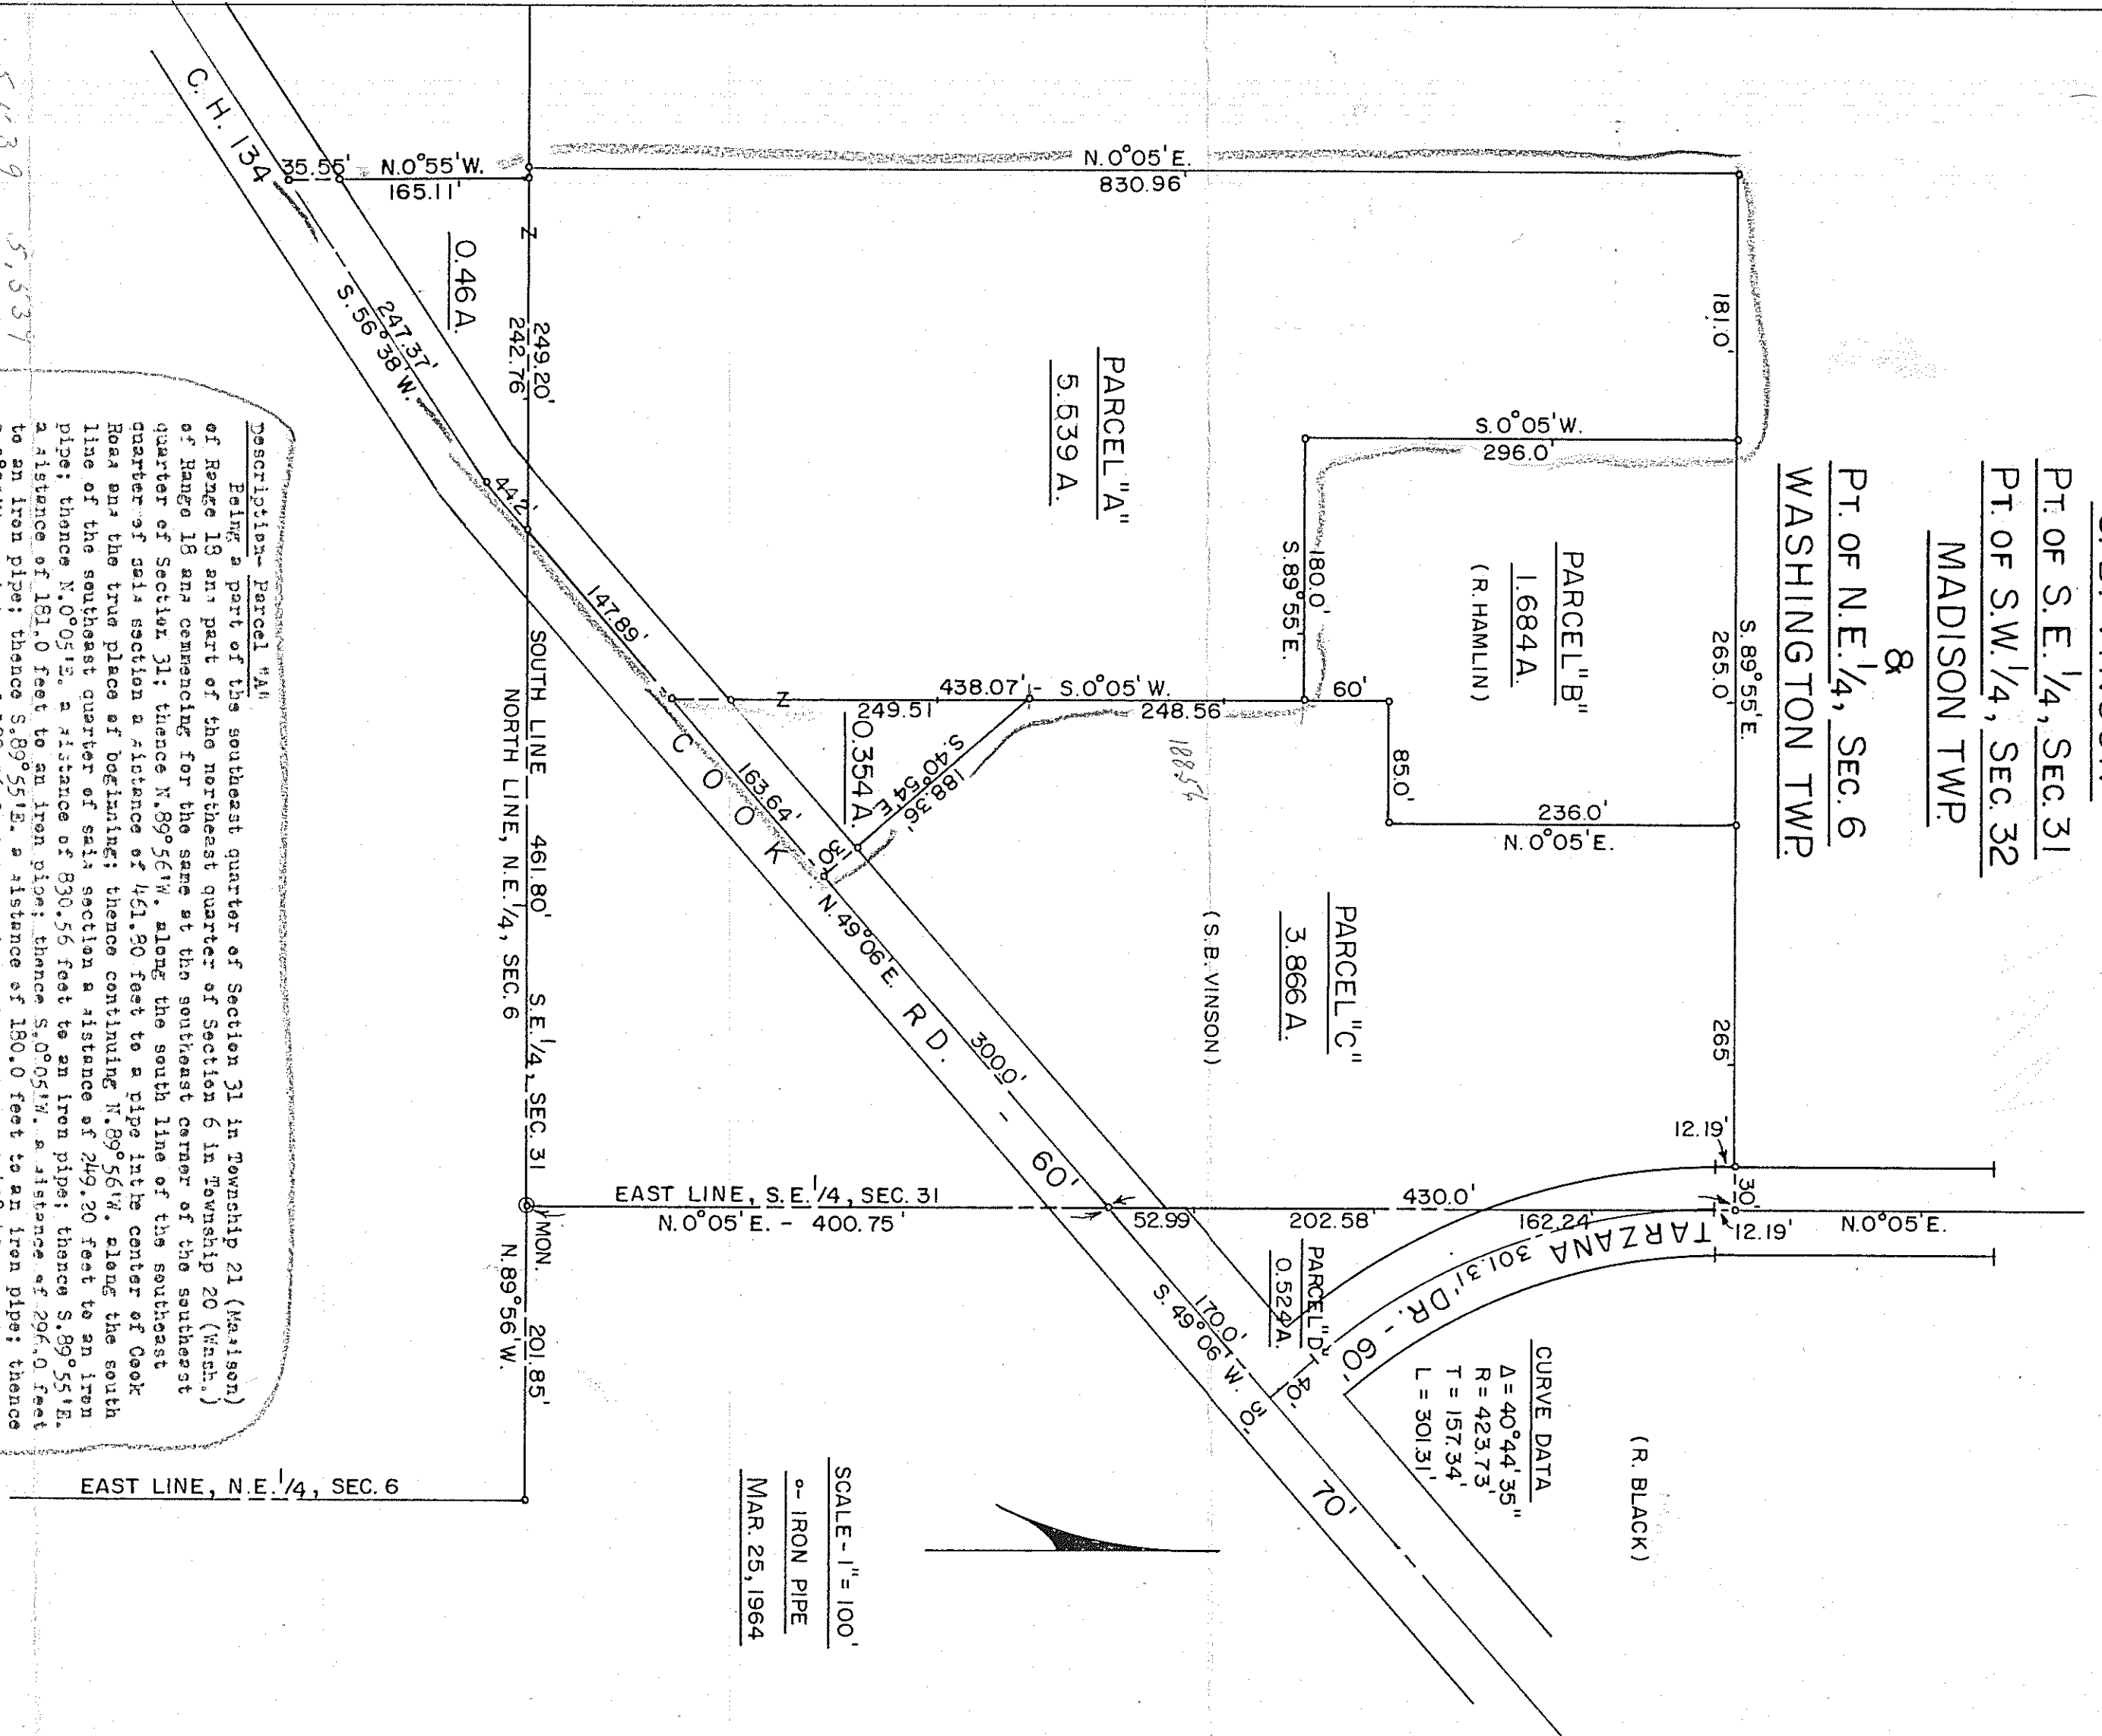 PT. OF S.E. 1/4, SEC. 31
PT. OF S.W. 1/4, SEC. 32
MADISON TWP.
&
PT. OF N.E. 1/4, SEC. 6
WASHINGTON TWP.
N.0°05'E.
830.96'
181.0'
S.0°05'W.
296.0'
S.89°55'E.
265.0'
265'
12.19'
PARCEL "B"
1.684 A.
(R. HAMLIN)
180.0'
S.89°55'E.
60'
85.0'
236.0'
N.0°05'E.
PARCEL "A"
5.539 A.
438.07' - S.0°05'W.
249.51'
248.56'
188.56
0.354 A.
S.40°54'E.
188.36'
30'
PARCEL "C"
3.866 A.
(S.B. VINSON)
30'
12.19'
N.0°05'E.
430.0'
52.99'
202.58'
162.24'
TARZANA DR. - 60'
301.31'
PARCEL "D"
0.524 A.
170.0'
S.49°06'W.
40'
30'
70'
CURVE DATA
Δ = 40°44'35"
R = 423.73'
T = 157.34'
L = 301.31'
(R. BLACK)
SCALE - 1" = 100'
o- IRON PIPE
MAR. 25, 1964
C.H. 134
COOK RD. - 60'
35.55'
N.0°55'W.
165.11'
0.46 A.
247.37'
S.56°38'W.
44.2'
147.89'
163.64'
N.49°06'E.
300.0'
249.20'
242.76'
SOUTH LINE 461.80' S.E. 1/4, SEC. 31
NORTH LINE, N.E. 1/4, SEC. 6
MON.
201.85'
N.89°56'W.
EAST LINE, S.E. 1/4, SEC. 31
N.0°05'E. - 400.75'
EAST LINE, N.E. 1/4, SEC. 6
Description- Parcel "A"
Being a part of the southeast quarter of Section 31 in Township 21 (Madison)
of Range 18 and part of the northeast quarter of Section 6 in Township 20 (Wash.)
of Range 18 and commencing for the same at the southeast corner of the southeast
quarter of Section 31; thence N.89°56'W. along the south line of the southeast
quarter of said section a distance of 461.80 feet to a pipe inthe center of Cook
Road and the true place of beginning; thence continuing N.89°56'W. along the south
line of the southeast quarter of said section a distance of 249.20 feet to an iron
pipe; thence N.0°05'E. a distance of 830.56 feet to an iron pipe; thence S.89°55'E.
a distance of 181.0 feet to an iron pipe; thence S.0°05'W. a distance of 296.0 feet
to an iron pipe; thence S.89°55'E. a distance of 180.0 feet to an iron pipe; thence